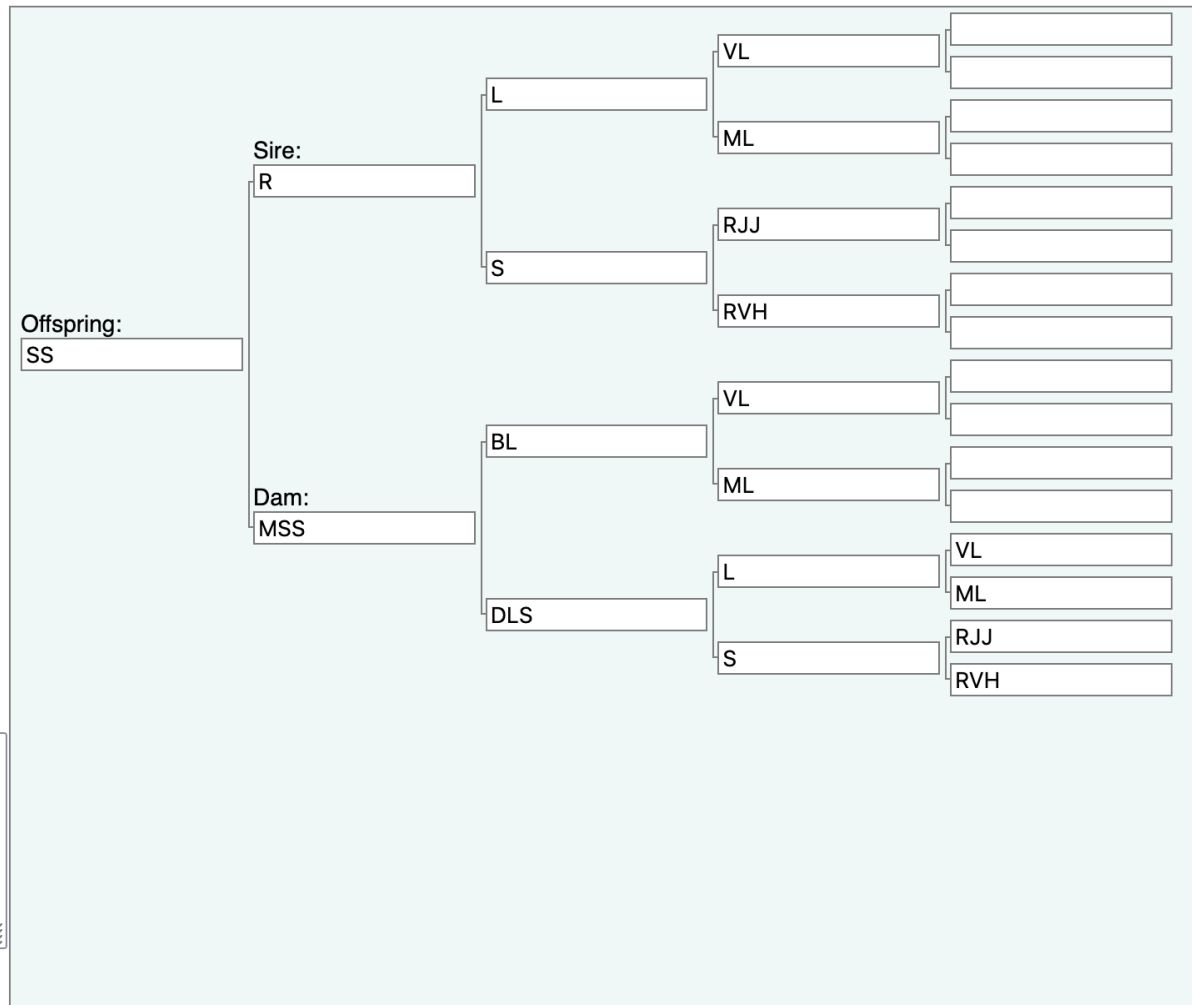 Offspring:
SS
Sire:
R
Dam:
MSS
L
S
BL
DLS
VL
ML
RJJ
RVH
VL
ML
L
S
VL
ML
RJJ
RVH